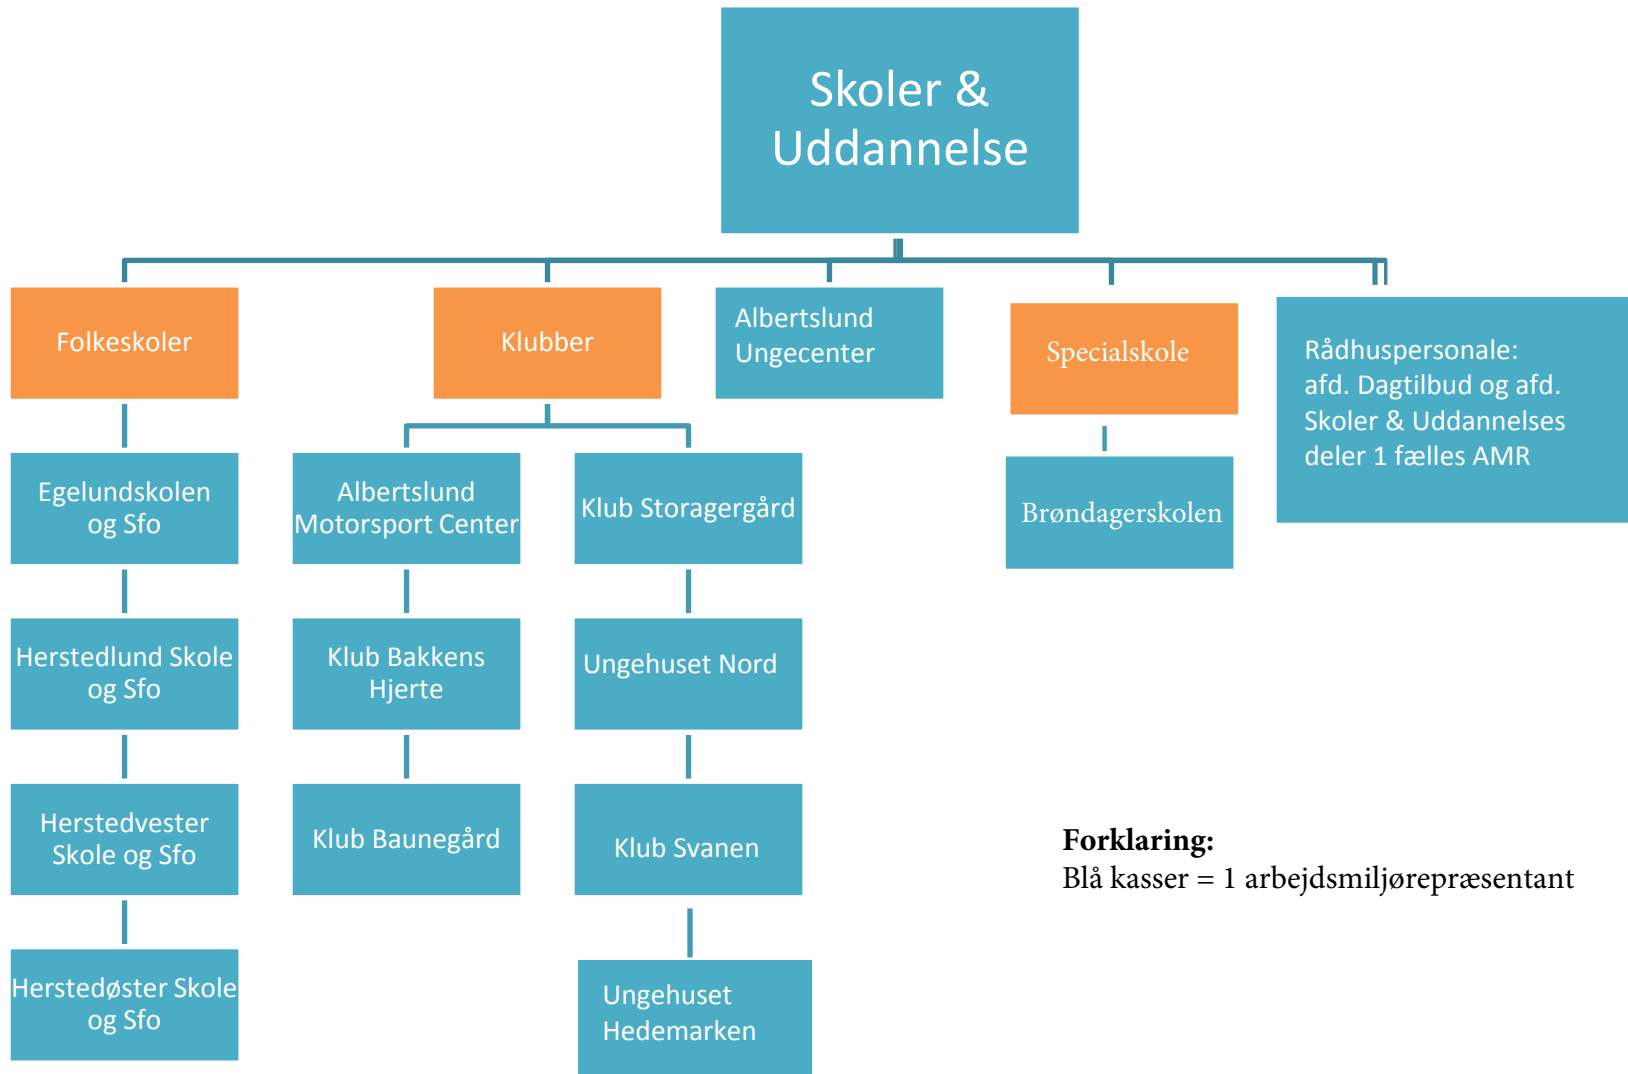 Skoler &
Uddannelse
Folkeskoler
Klubber
Albertslund
Ungecenter
Specialskole
Rådhuspersonale:
afd. Dagtilbud og afd.
Skoler & Uddannelses
deler 1 fælles AMR
Egelundskolen
og Sfo
Albertslund
Motorsport Center
Klub Storagergård
Brøndagerskolen
Herstedlund Skole
og Sfo
Klub Bakkens
Hjerte
Ungehuset Nord
Herstedvester
Skole og Sfo
Klub Baunegård
Klub Svanen
Forklaring:
Blå kasser = 1 arbejdsmiljørepræsentant
Herstedøster Skole
og Sfo
Ungehuset
Hedemarken